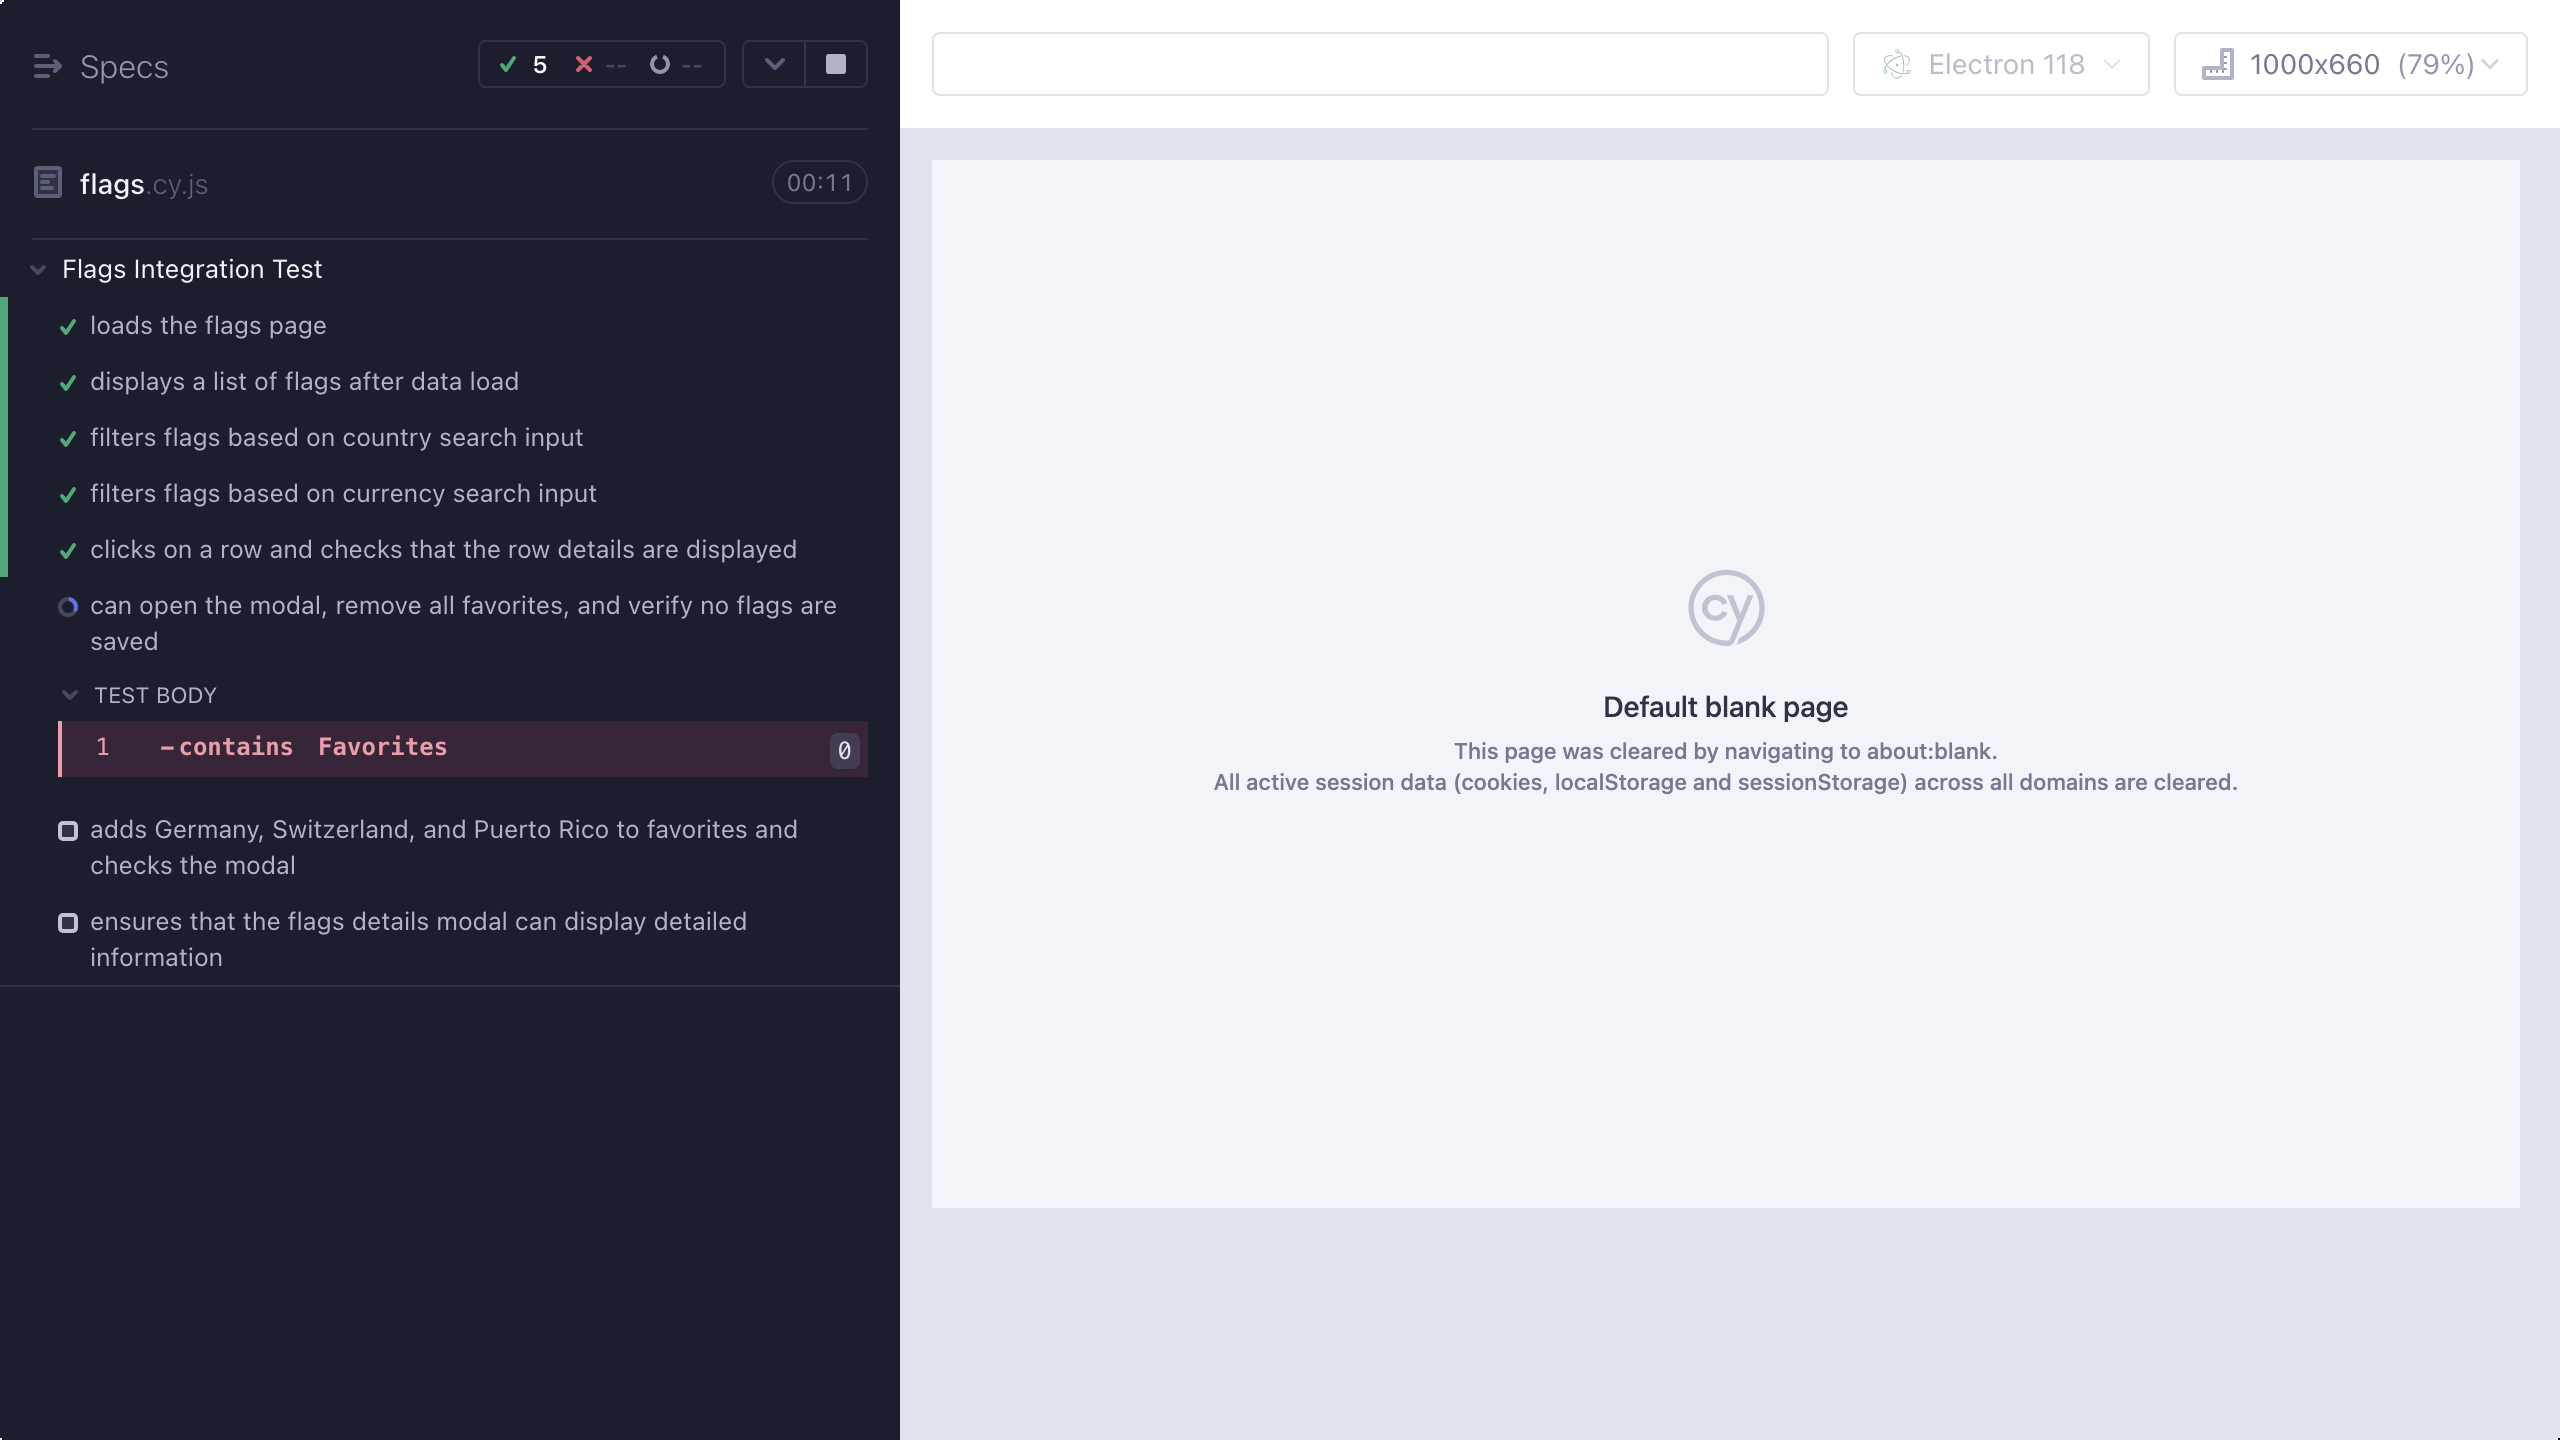 Specs
5 -- --
flags.cy.js
00:11
Flags Integration Test
loads the flags page
displays a list of flags after data load
filters flags based on country search input
filters flags based on currency search input
clicks on a row and checks that the row details are displayed
can open the modal, remove all favorites, and verify no flags are
saved
TEST BODY
1 -contains Favorites 0
adds Germany, Switzerland, and Puerto Rico to favorites and
checks the modal
ensures that the flags details modal can display detailed
information
Electron 118
1000x660 (79%)
cy
Default blank page
This page was cleared by navigating to about:blank.
All active session data (cookies, localStorage and sessionStorage) across all domains are cleared.